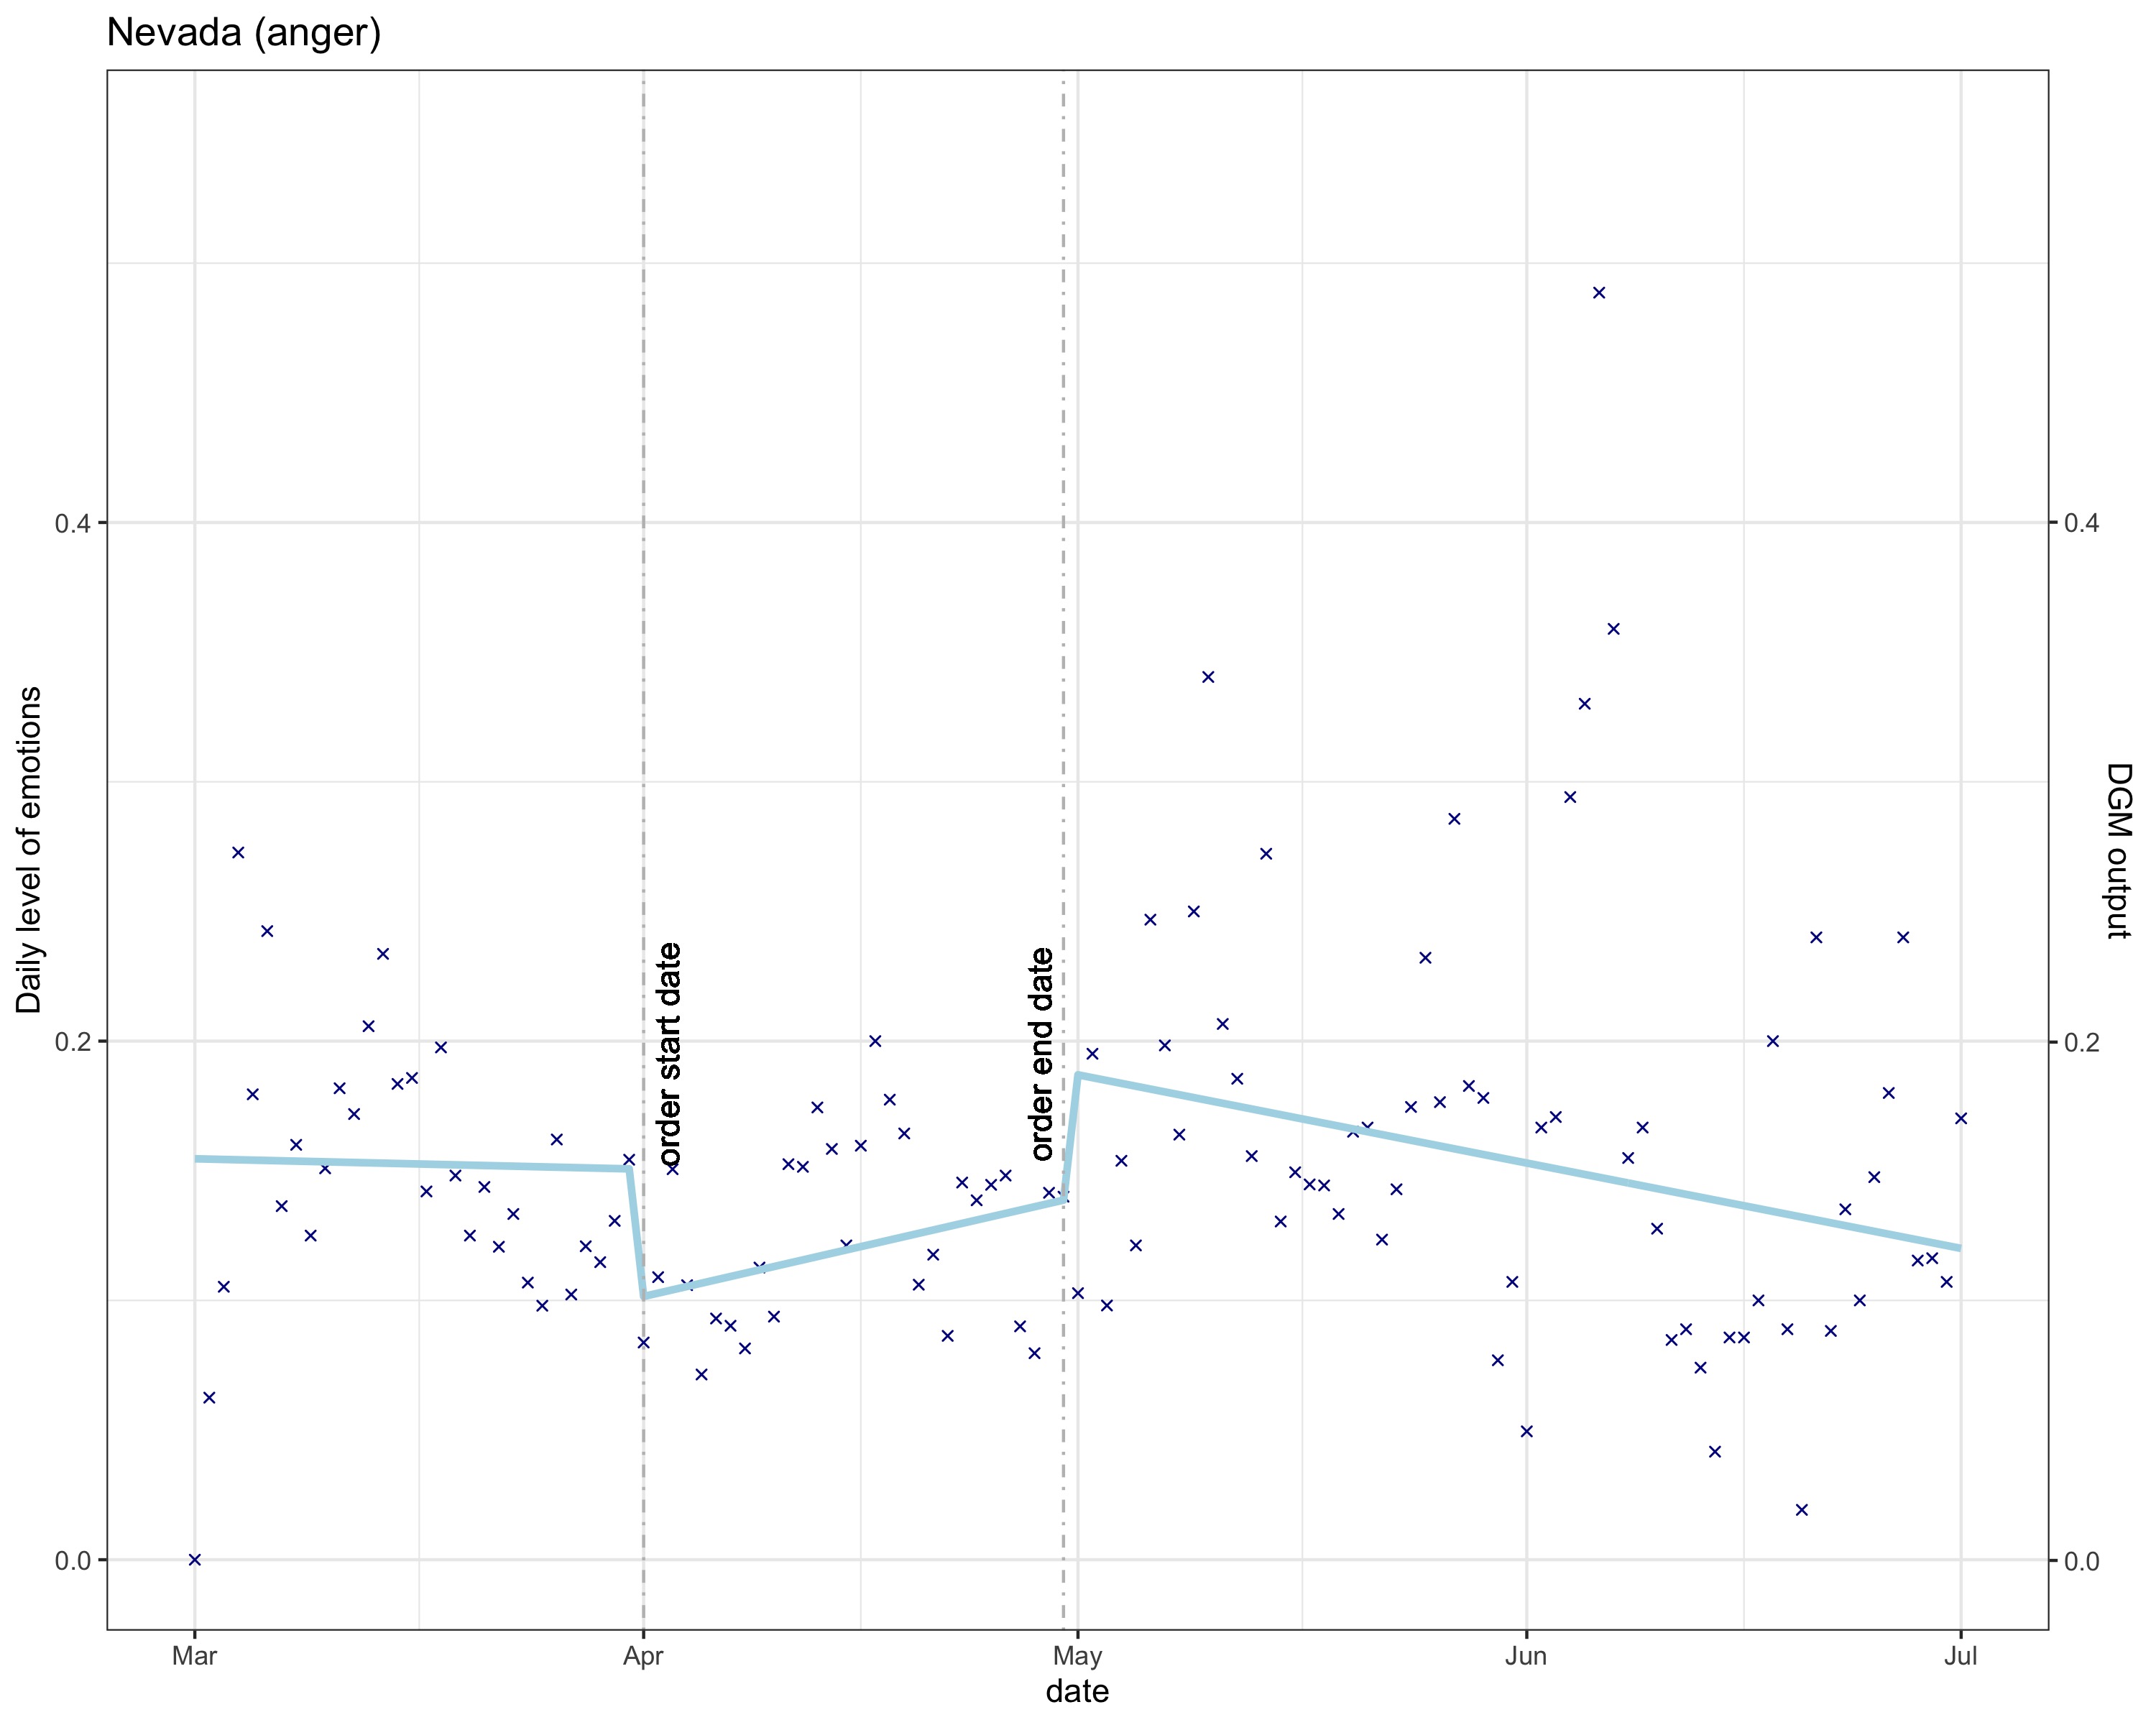 Nevada (anger)
Daily level of emotions
0.4
0.2
0.0
order start date
order end date
0.4
0.2
0.0
DGM output
Mar
Apr
May
Jun
Jul
date